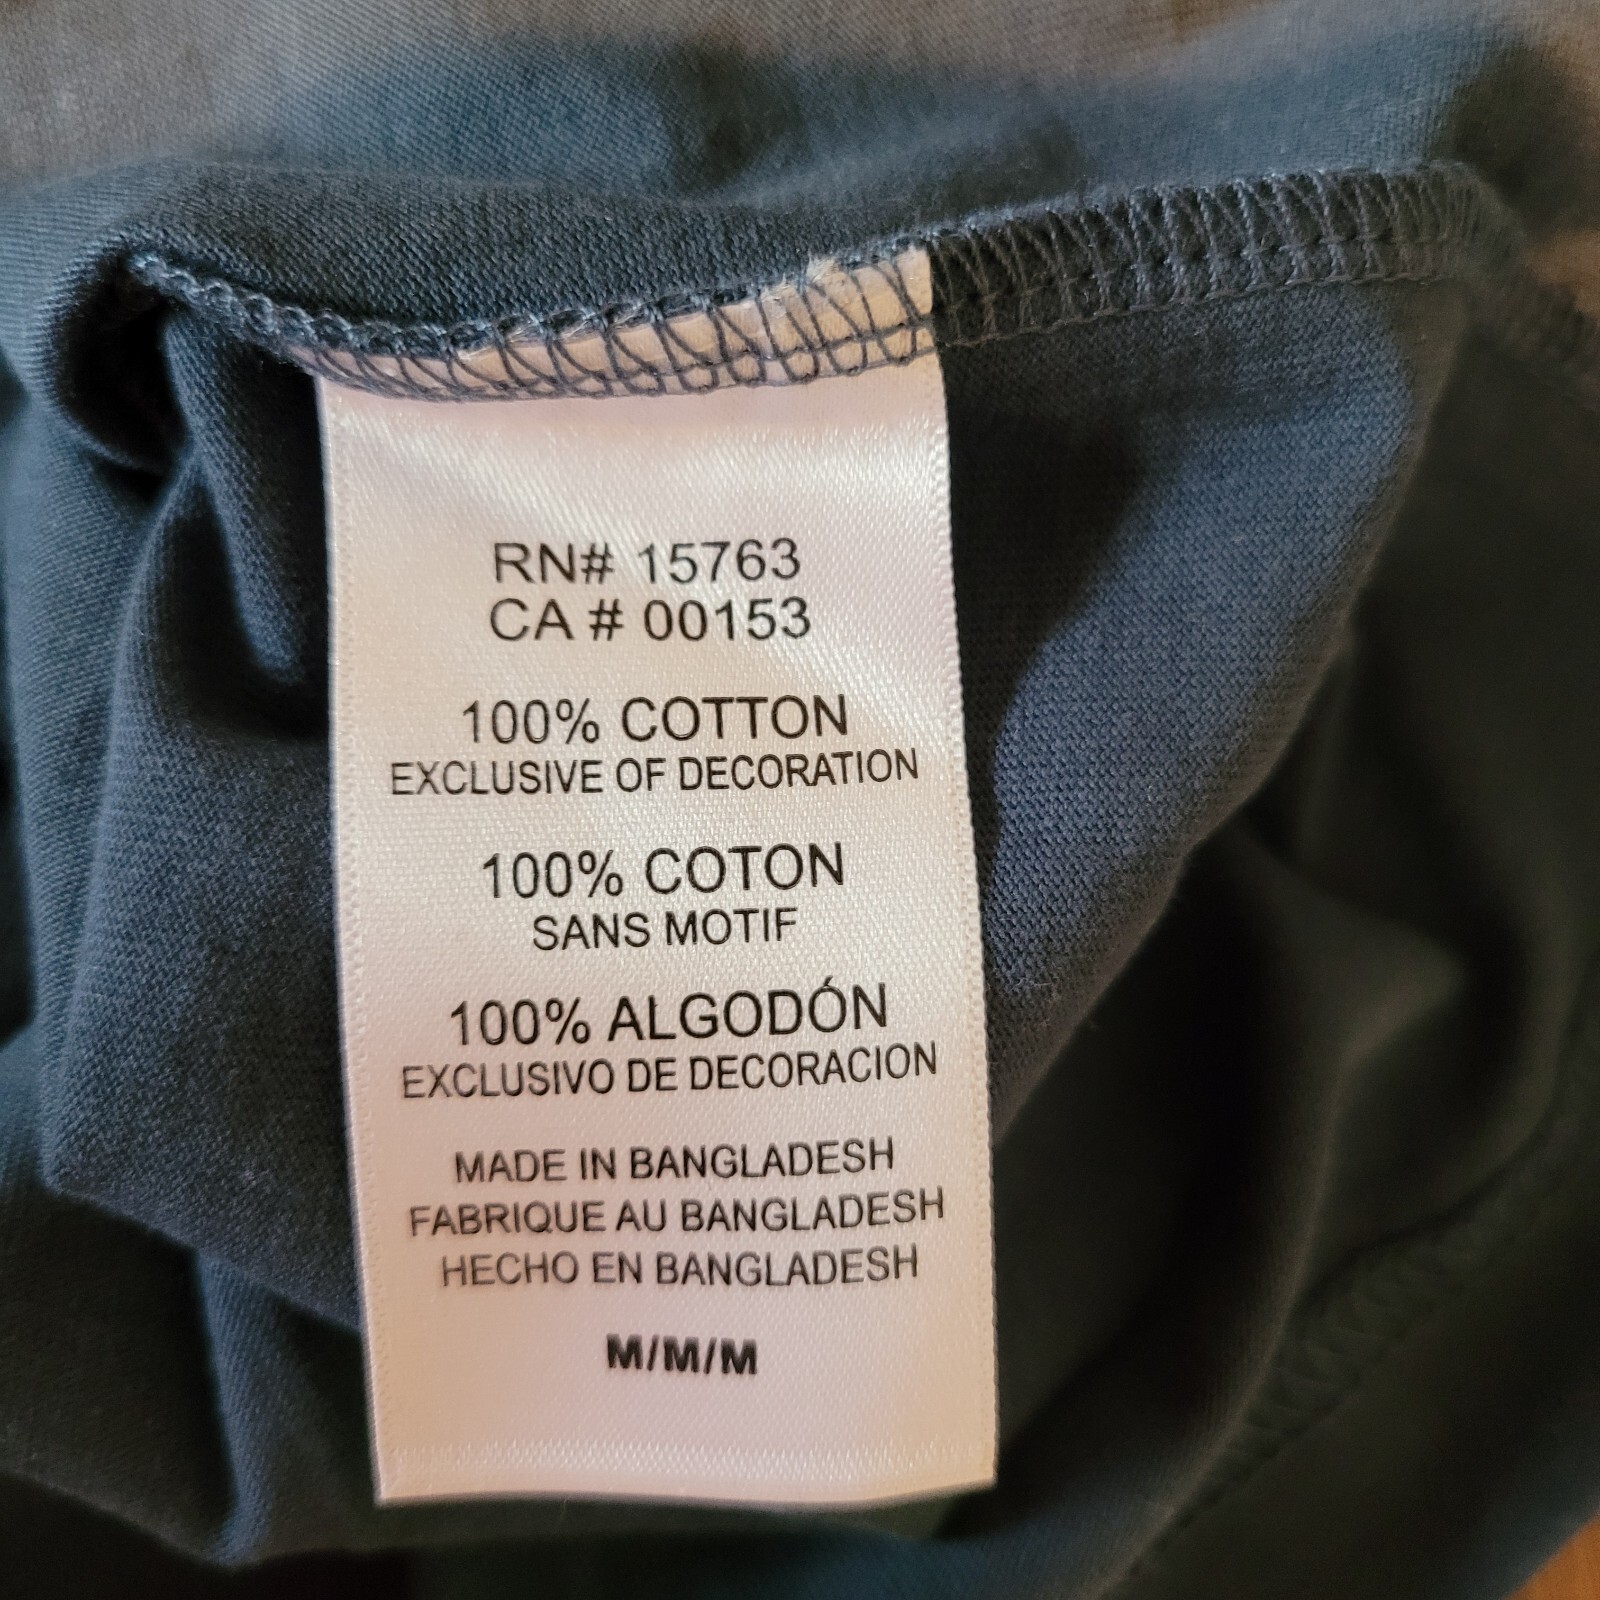 RN# 15763
CA # 00153
100% COTTON
EXCLUSIVE OF DECORATION
100% COTON
SANS MOTIF
100% ALGODÓN
EXCLUSIVO DE DECORACION
MADE IN BANGLADESH
FABRIQUE AU BANGLADESH
HECHO EN BANGLADESH
M/M/M